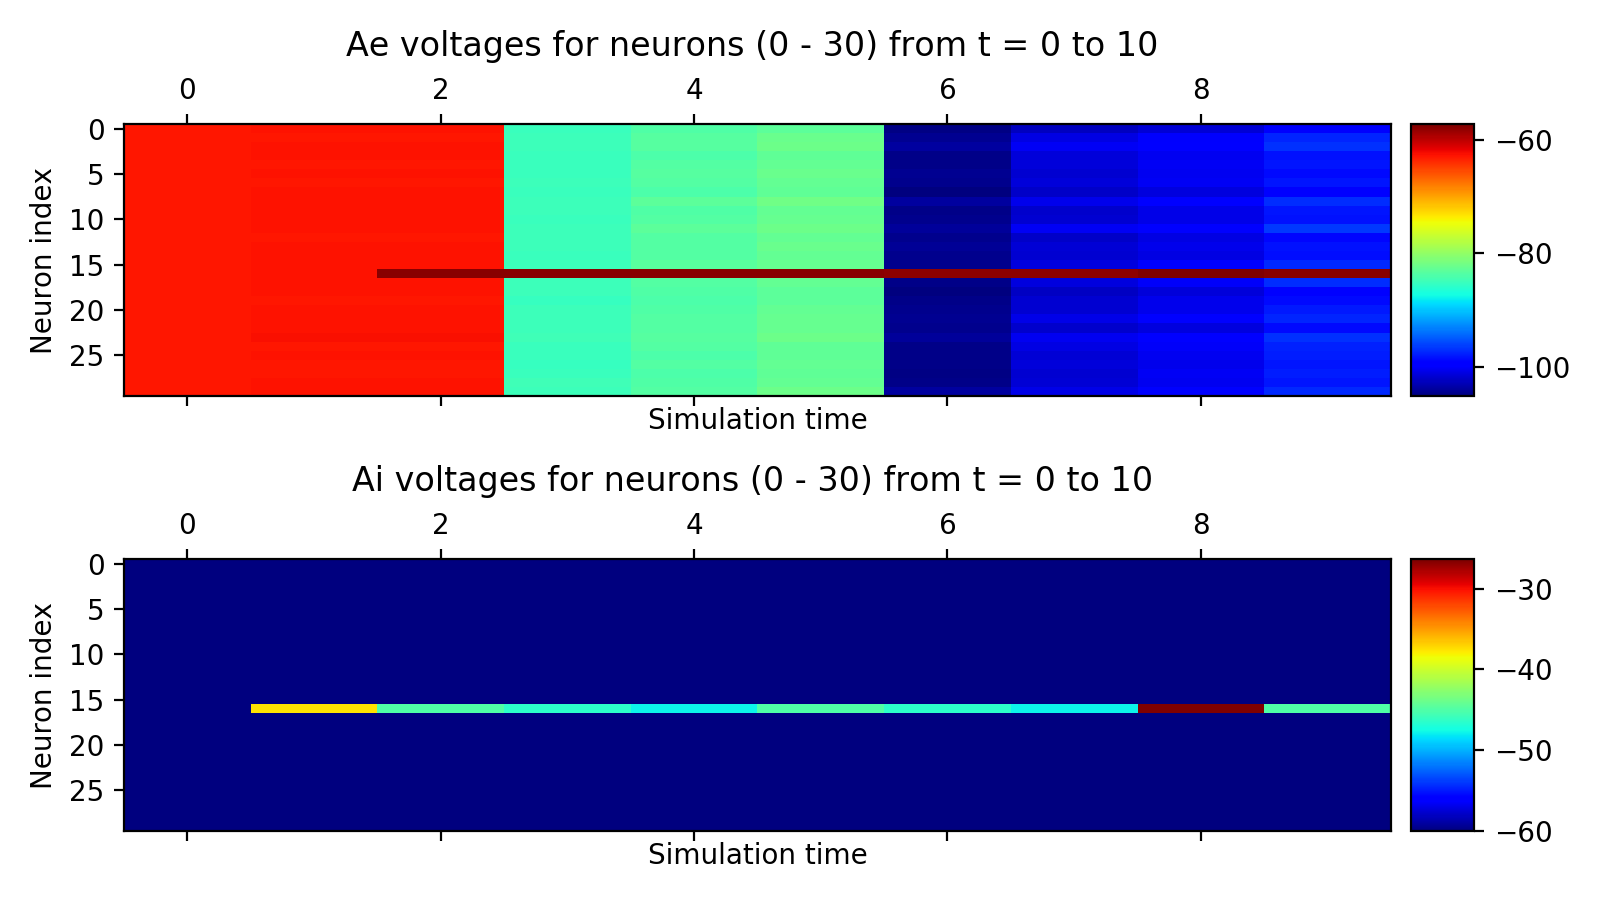 Ae voltages for neurons (0 - 30) from t = 0 to 10
0 2 4 6 8
0
5
10
15
20
25
Neuron index
Simulation time
−60
−80
−100
Ai voltages for neurons (0 - 30) from t = 0 to 10
0 2 4 6 8
0
5
10
15
20
25
Neuron index
Simulation time
−30
−40
−50
−60